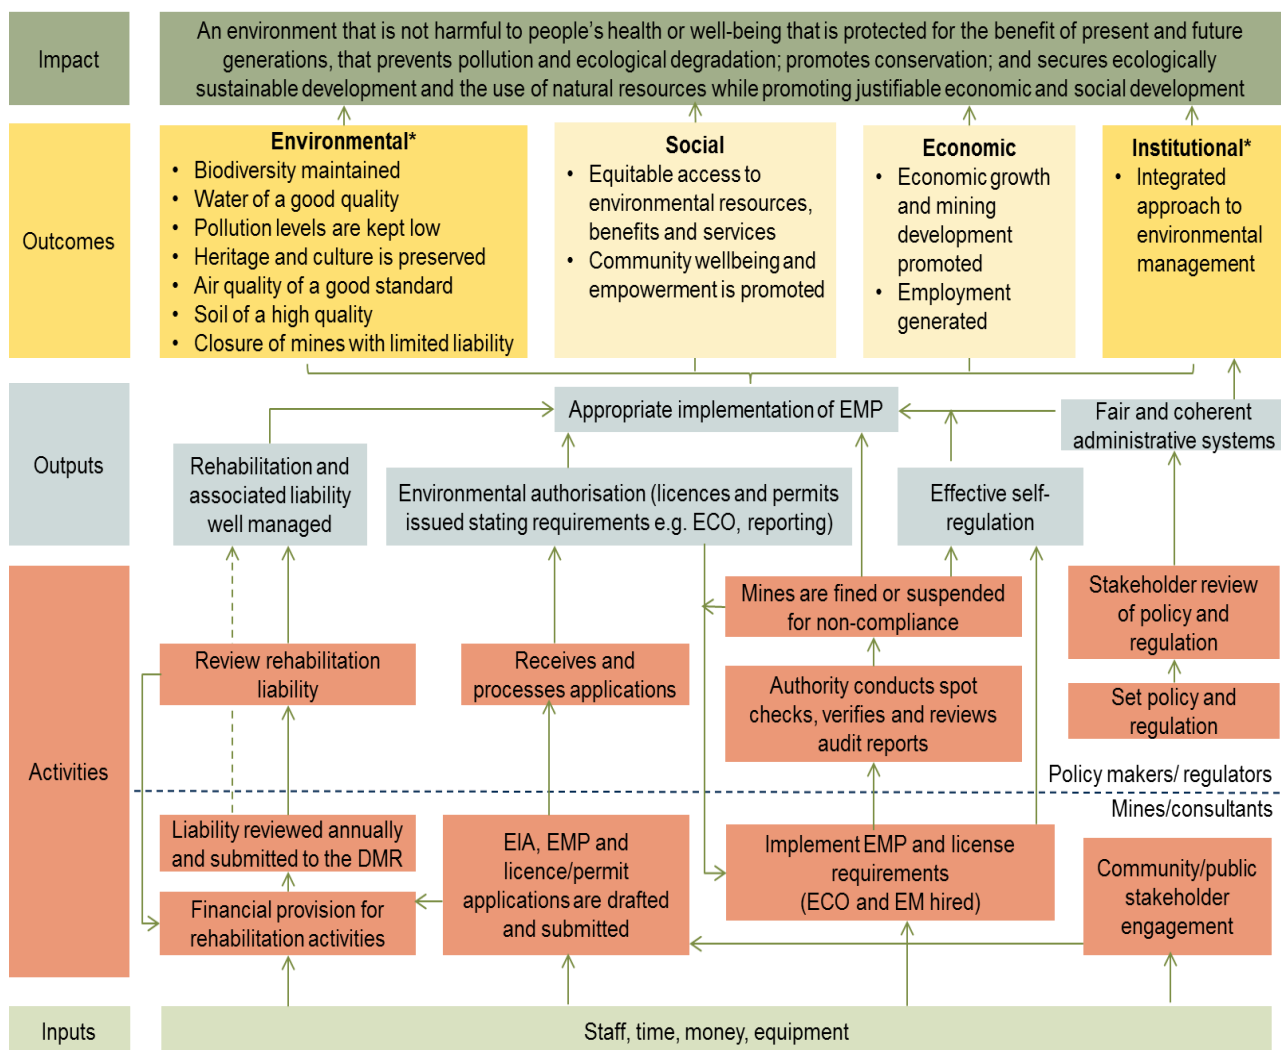 Impact
An environment that is not harmful to people’s health or well-being that is protected for the benefit of present and future
generations, that prevents pollution and ecological degradation; promotes conservation; and secures ecologically
sustainable development and the use of natural resources while promoting justifiable economic and social development
Outcomes
Environmental*
• Biodiversity maintained
• Water of a good quality
• Pollution levels are kept low
• Heritage and culture is preserved
• Air quality of a good standard
• Soil of a high quality
• Closure of mines with limited liability
Social
• Equitable access to
environmental resources,
benefits and services
• Community wellbeing and
empowerment is promoted
Economic
• Economic growth
and mining
development
promoted
• Employment
generated
Institutional*
• Integrated
approach to
environmental
management
Outputs
Appropriate implementation of EMP
Fair and coherent
administrative systems
Rehabilitation and
associated liability
well managed
Environmental authorisation (licences and permits
issued stating requirements e.g. ECO, reporting)
Effective self-
regulation
Activities
Mines are fined or suspended
for non-compliance
Stakeholder review
of policy and
regulation
Review rehabilitation
liability
Receives and
processes applications
Authority conducts spot
checks, verifies and reviews
audit reports
Set policy and
regulation
Policy makers/ regulators
Mines/consultants
Liability reviewed annually
and submitted to the DMR
EIA, EMP and
licence/permit
applications are drafted
and submitted
Implement EMP and license
requirements
(ECO and EM hired)
Community/public
stakeholder
engagement
Financial provision for
rehabilitation activities
Inputs
Staff, time, money, equipment